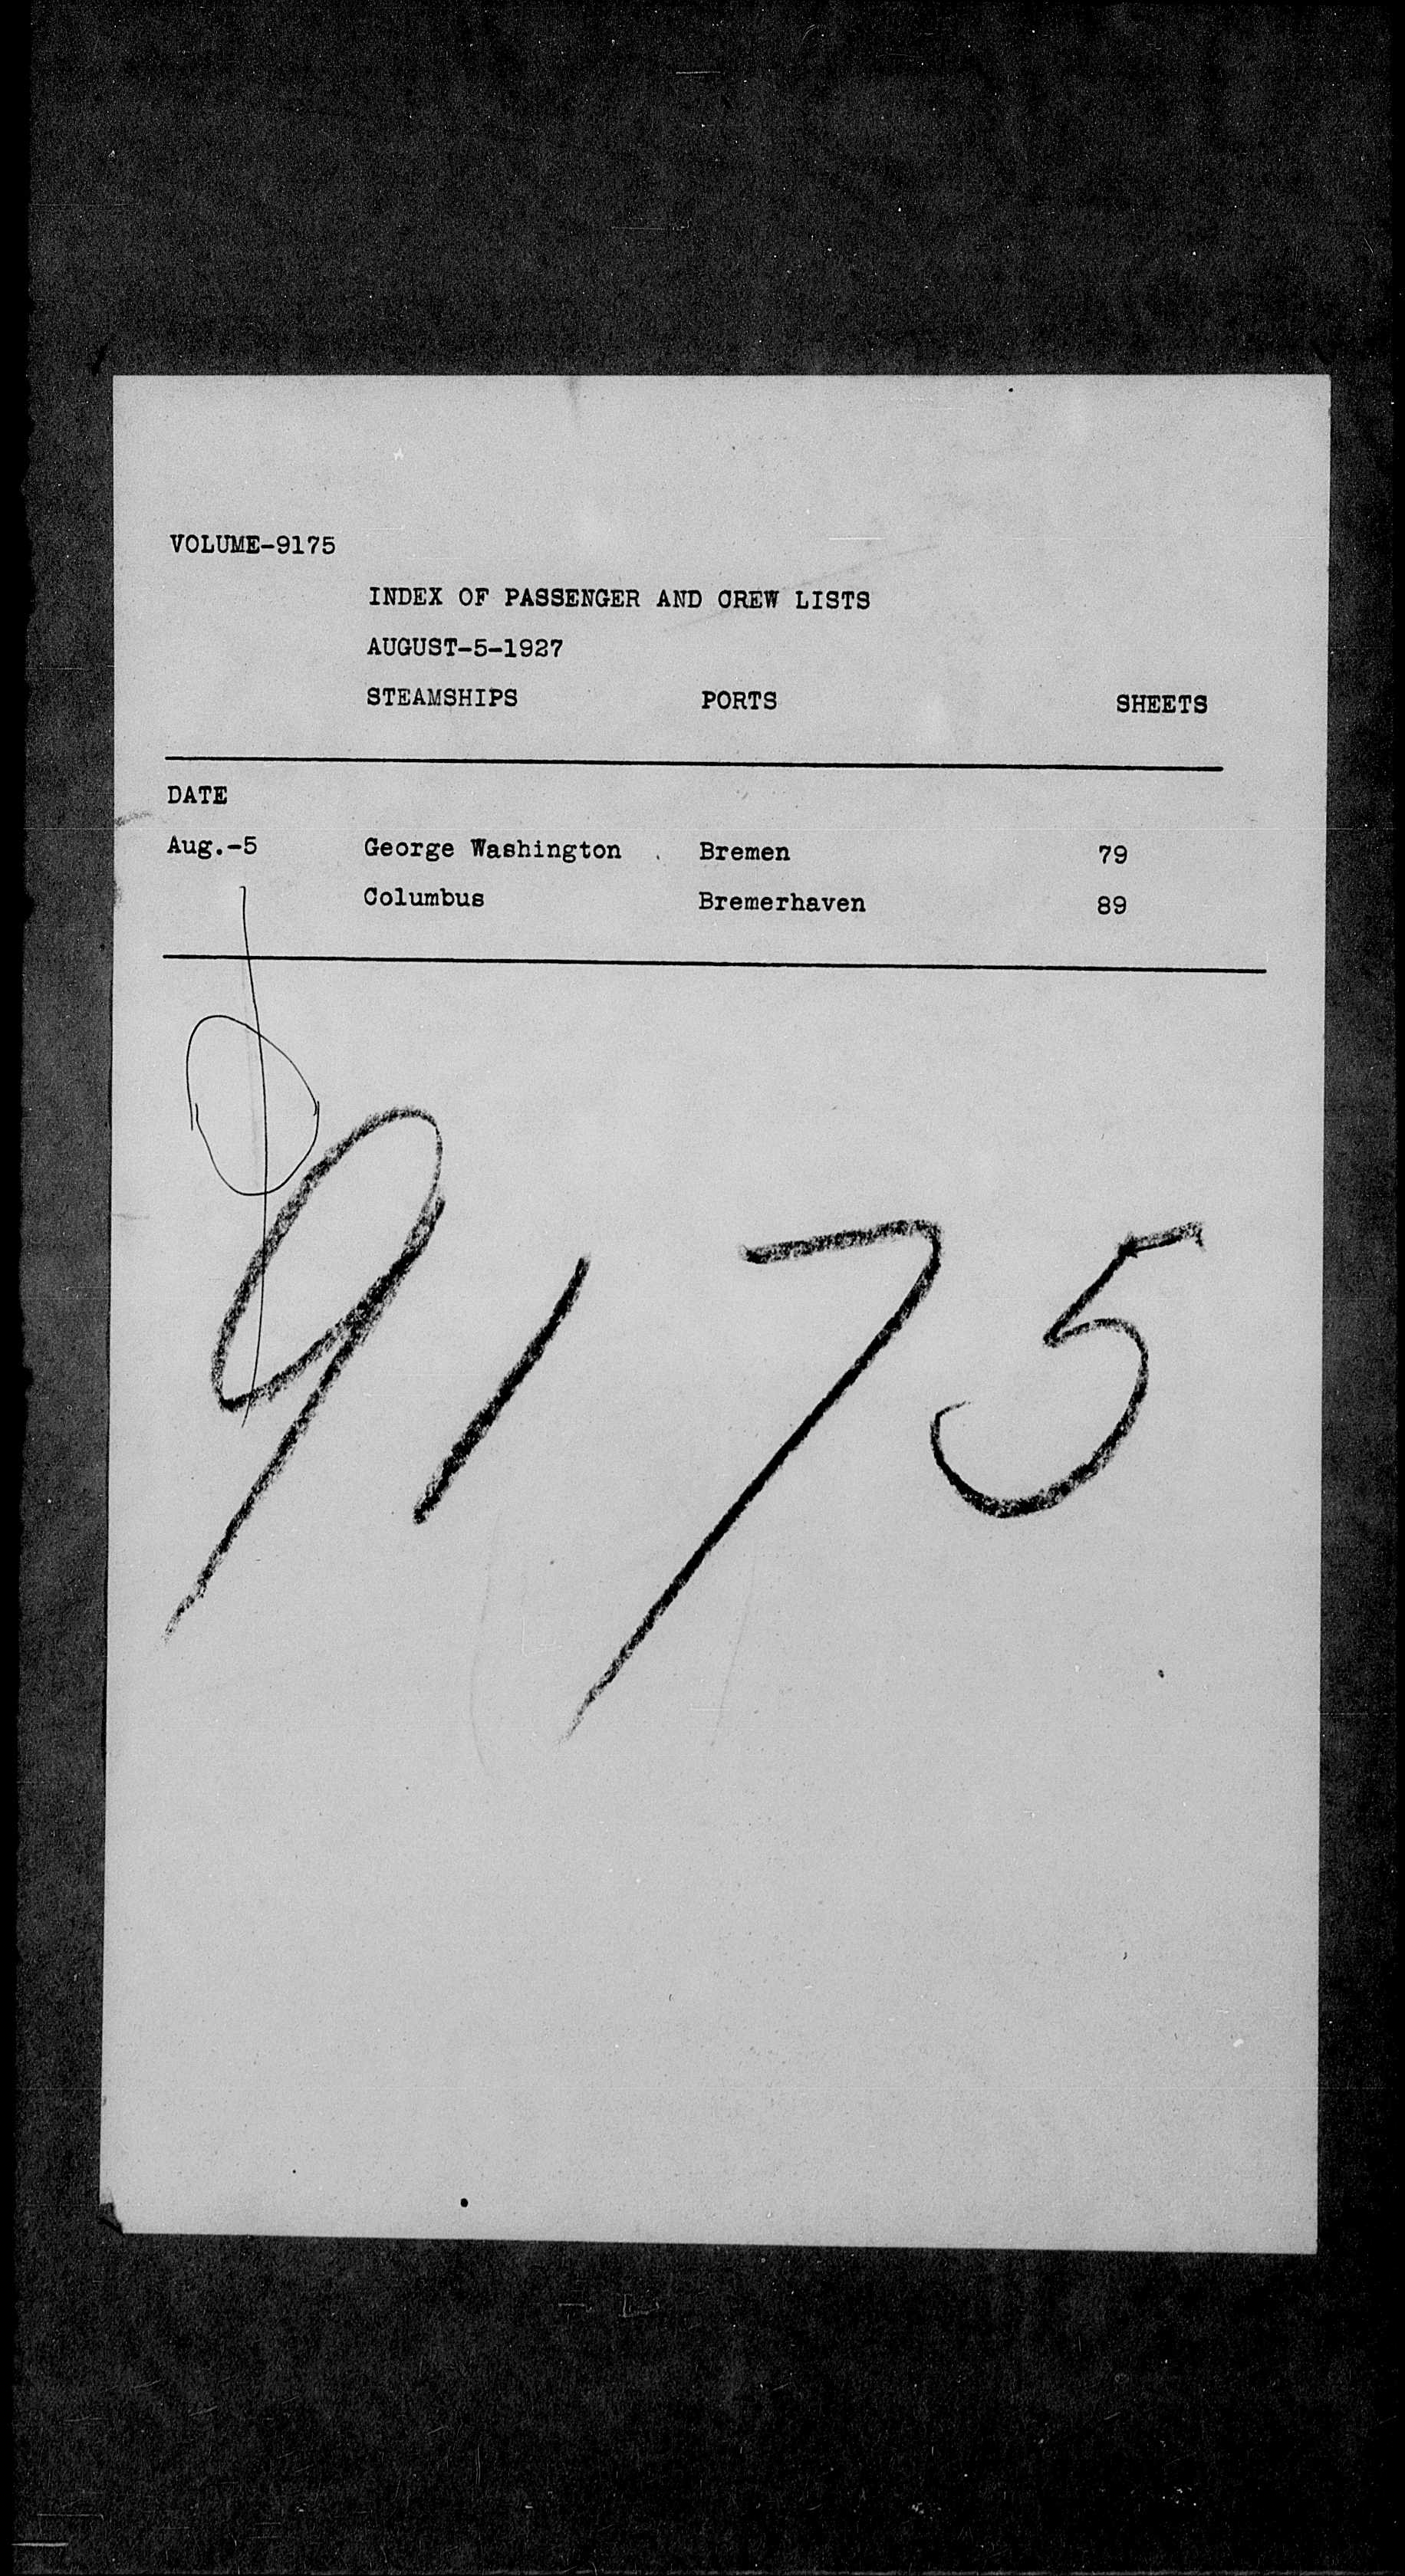 VOLUME-9175
INDEX OF PASSENGER AND CREW LISTS
AUGUST-5-1927
STEAMSHIPS PORTS SHEETS
DATE
Aug.-5 George Washington Bremen 79
Columbus Bremerhaven 89
9175